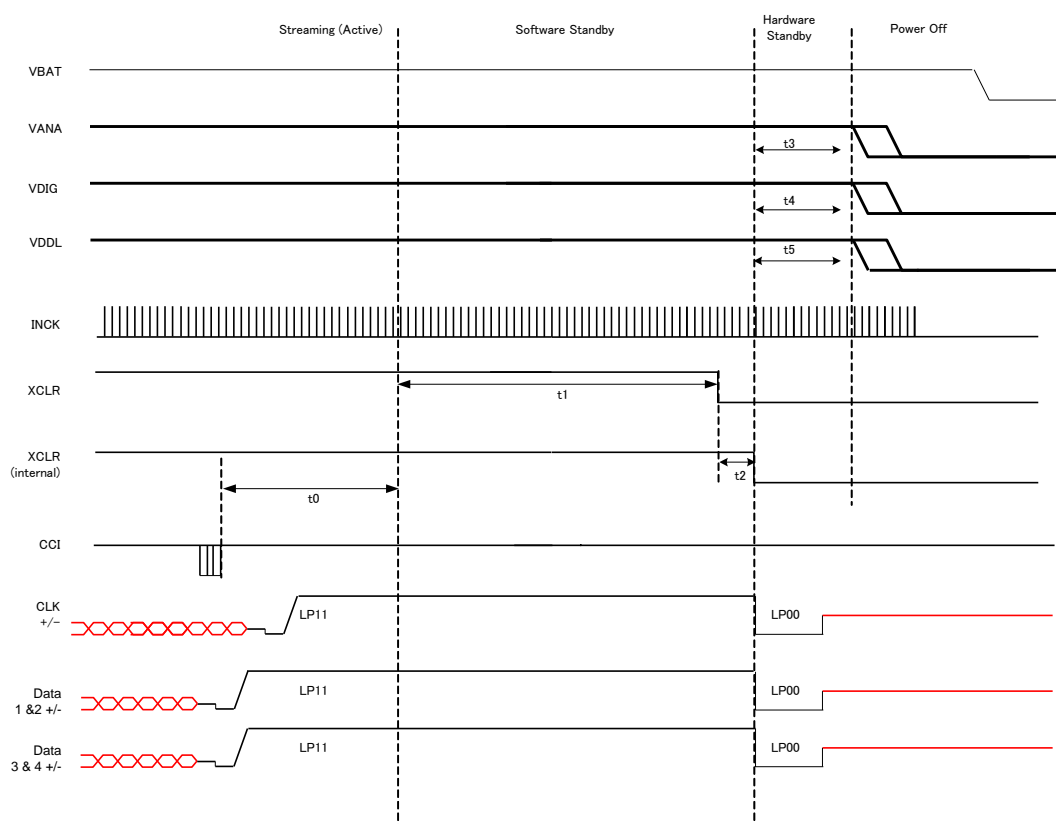 Streaming (Active)
Software Standby
Hardware
Standby
Power Off
VBAT
VANA
t3
VDIG
t4
VDDL
t5
INCK
XCLR
t1
XCLR
(internal)
t2
t0
CCI
CLK
+/-
LP11
LP00
Data
1 &2 +/-
LP11
LP00
Data
3 & 4 +/-
LP11
LP00